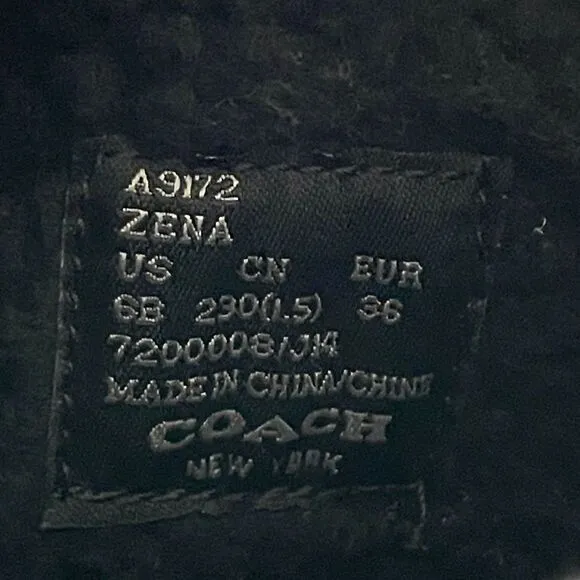 A9172
ZENA
US CN EUR
6B 230(1.5) 36
7200008/J14
MADE IN CHINA/CHINE
COACH
NEW YORK